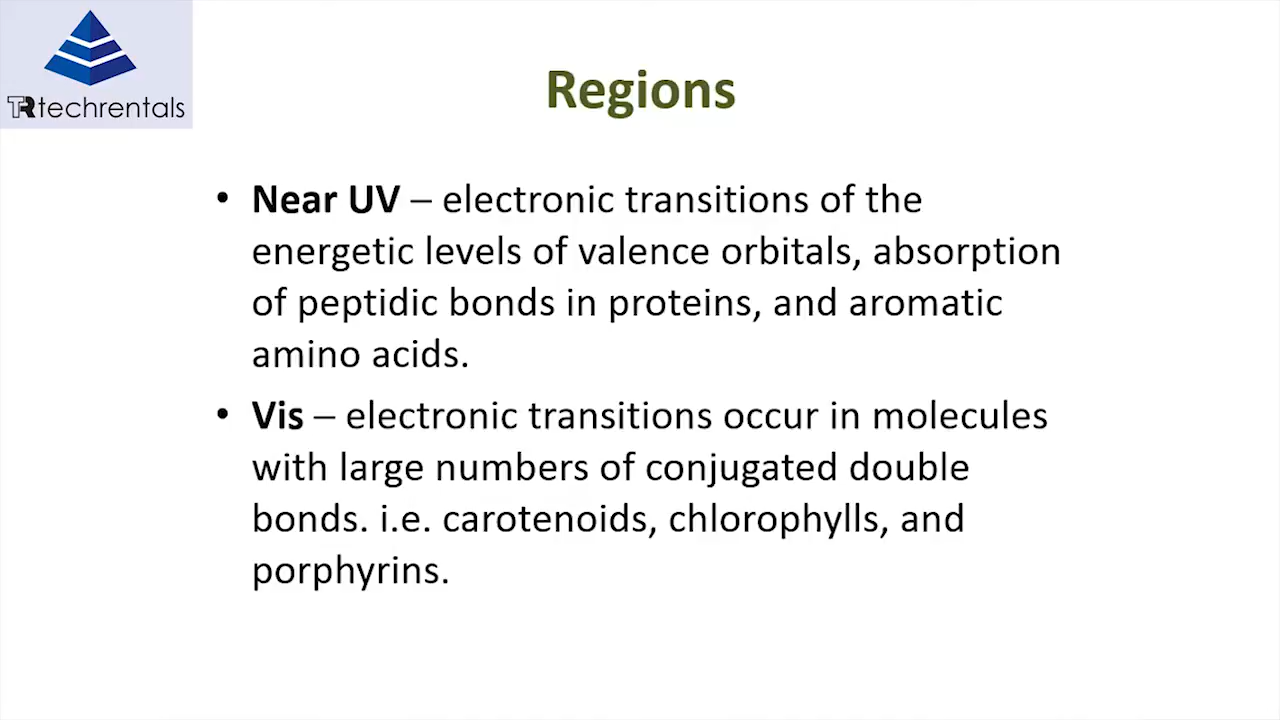 TR techrentals
Regions
• Near UV – electronic transitions of the
energetic levels of valence orbitals, absorption
of peptidic bonds in proteins, and aromatic
amino acids.
• Vis – electronic transitions occur in molecules
with large numbers of conjugated double
bonds. i.e. carotenoids, chlorophylls, and
porphyrins.